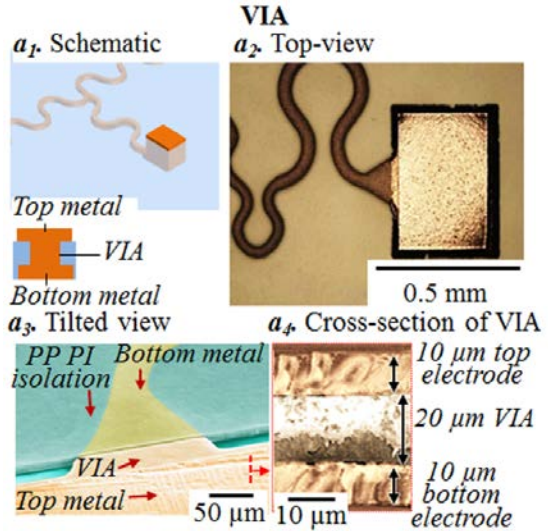 VIA
a₁. Schematic
a₂. Top-view
Top metal
VIA
Bottom metal
0.5 mm
a₃. Tilted view
a₄. Cross-section of VIA
PP PI
isolation
Bottom metal
VIA
Top metal
50 µm
10 µm top
electrode
20 µm VIA
10 µm
bottom
electrode
10 µm